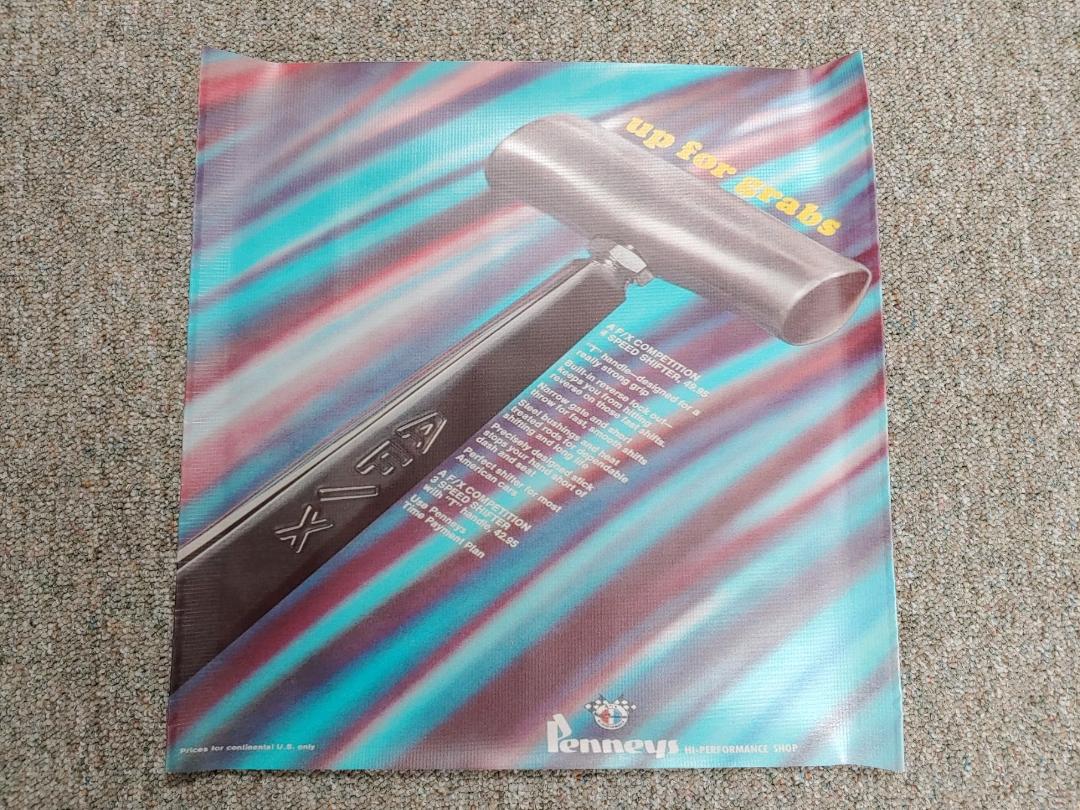 up for grabs
A F/X COMPETITION
4 SPEED SHIFTER, 49.95
"T" handle—designed for a
really strong grip
Built-in reverse lock out—
keeps you from hitting
reverse on those fast shifts.
Narrow gate and short
throw for fast, smooth shifts
Steel bushings and heat
treated rods for dependable
shifting and long life
Precisely designed stick
stops your hand short of
dash and seat
Perfect shifter for most
American cars
A F/X COMPETITION
3 SPEED SHIFTER
with "T" handle, 42.95
Use Penneys
Time Payment Plan
AF/X
Penneys HI-PERFORMANCE SHOP
Prices for continental U.S. only